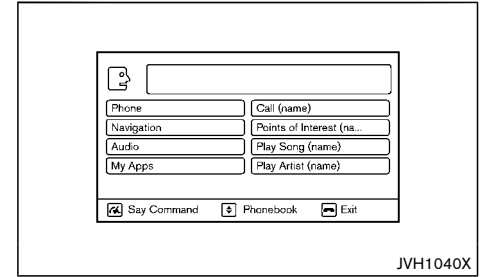 Phone Call (name)
Navigation Points of Interest (na...
Audio Play Song (name)
My Apps Play Artist (name)
Say Command Phonebook Exit
JVH1040X